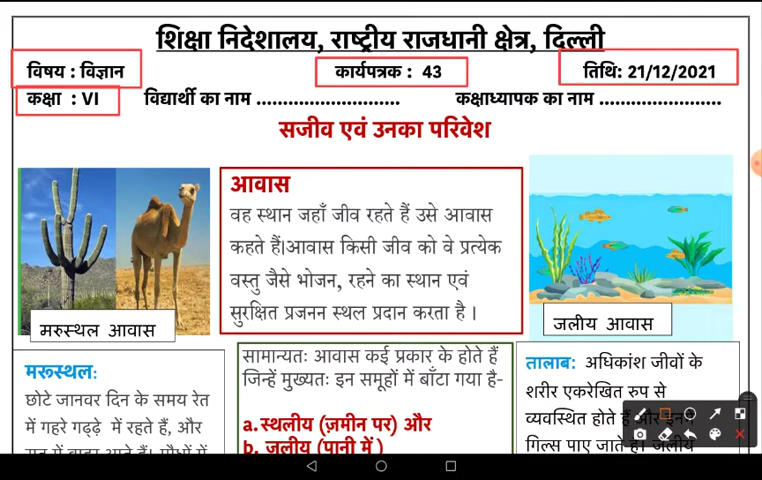 शिक्षा निदेशालय, राष्ट्रीय राजधानी क्षेत्र, दिल्ली
विषय : विज्ञान
कार्यपत्रक : 43
तिथि: 21/12/2021
कक्षा : VI
विद्यार्थी का नाम ...........................
कक्षाध्यापक का नाम .......................
सजीव एवं उनका परिवेश
आवास
वह स्थान जहाँ जीव रहते हैं उसे आवास
कहते हैं।आवास किसी जीव को वे प्रत्येक
वस्तु जैसे भोजन, रहने का स्थान एवं
सुरक्षित प्रजनन स्थल प्रदान करता है ।
मरुस्थल आवास
जलीय आवास
मरूस्थल:
छोटे जानवर दिन के समय रेत
में गहरे गढ्ढे में रहते हैं, और
सामान्यतः आवास कई प्रकार के होते हैं
जिन्हें मुख्यतः इन समूहों में बाँटा गया है-
a.स्थलीय (ज़मीन पर) और
b. जलीय (पानी में )
तालाब: अधिकांश जीवों के
शरीर एकरेखित रुप से
व्यवस्थित होते हैं और इनमें
गिल्स पाए जाते हैं। जलीय